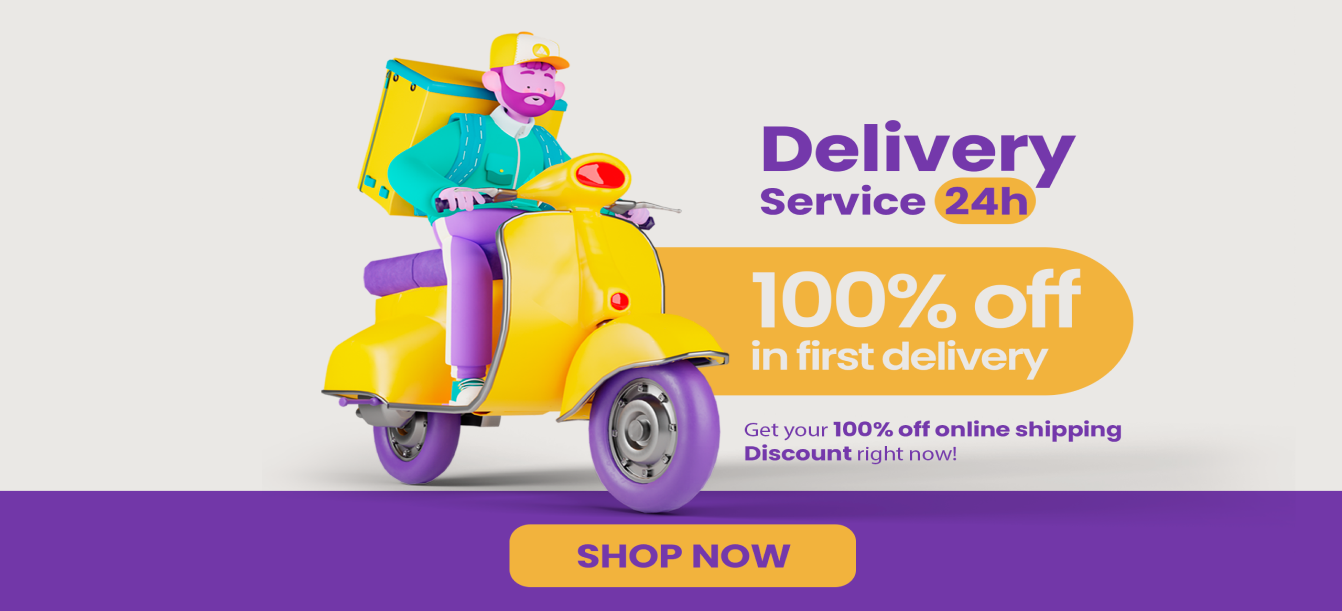 Delivery
Service 24h
100% off
in first delivery
Get your 100% off online shipping
Discount right now!
SHOP NOW